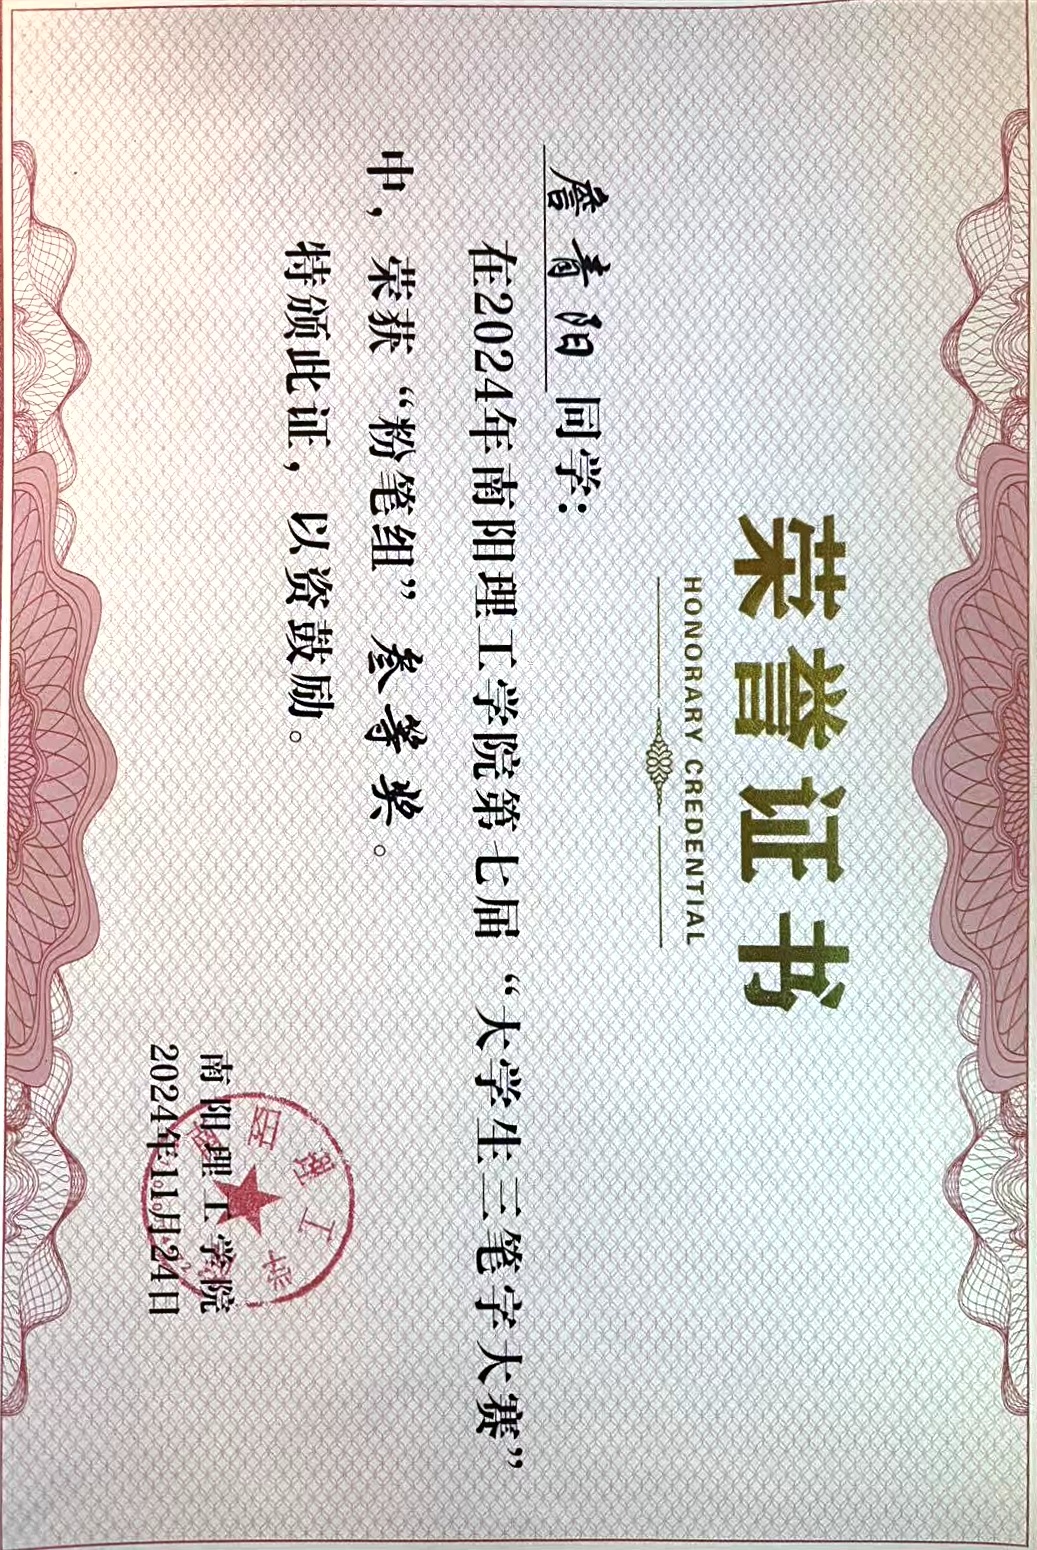 荣誉证书
HONORARY CREDENTIAL
詹青阳同学：
在2024年南阳理工学院第七届“大学生三笔字大赛”
中，荣获“粉笔组”叁等奖。
特颁此证，以资鼓励。
南阳理工学院
2024年11月24日